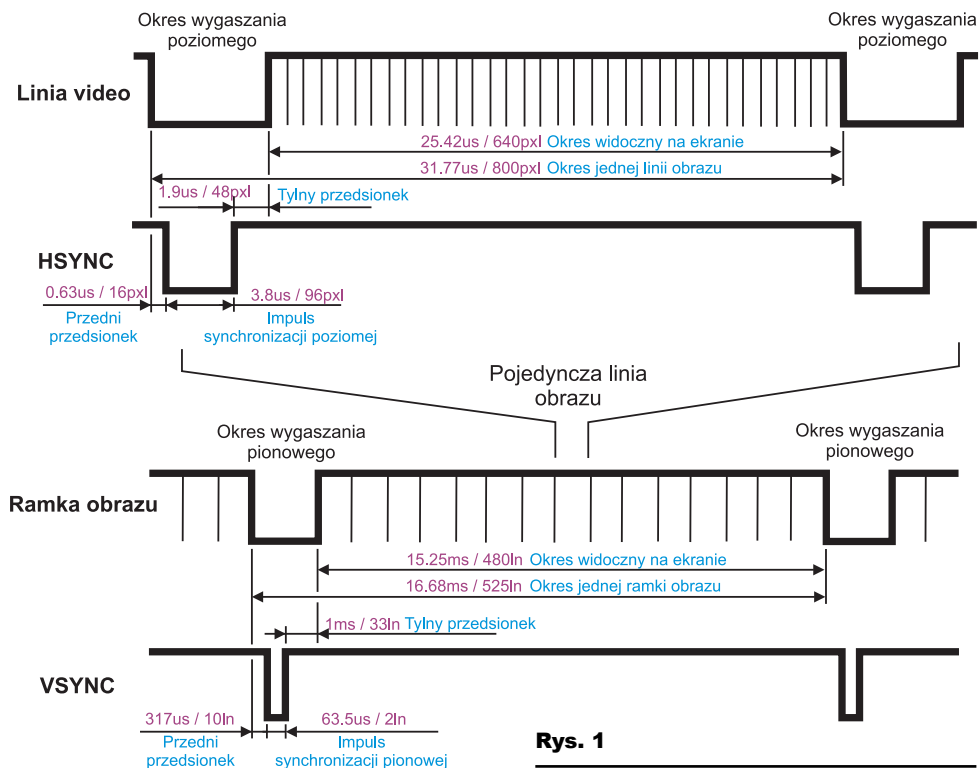 Okres wygaszania
poziomego
Okres wygaszania
poziomego
Linia video
25.42us / 640pxl Okres widoczny na ekranie
31.77us / 800pxl Okres jednej linii obrazu
1.9us / 48pxl Tylny przedsionek
HSYNC
0.63us / 16pxl
3.8us / 96pxl
Przedni
przedsionek
Impuls
synchronizacji poziomej
Pojedyncza linia
obrazu
Okres wygaszania
pionowego
Okres wygaszania
pionowego
Ramka obrazu
15.25ms / 480ln Okres widoczny na ekranie
16.68ms / 525ln Okres jednej ramki obrazu
1ms / 33ln Tylny przedsionek
VSYNC
317us / 10ln
63.5us / 2ln
Przedni
przedsionek
Impuls
synchronizacji pionowej
Rys. 1